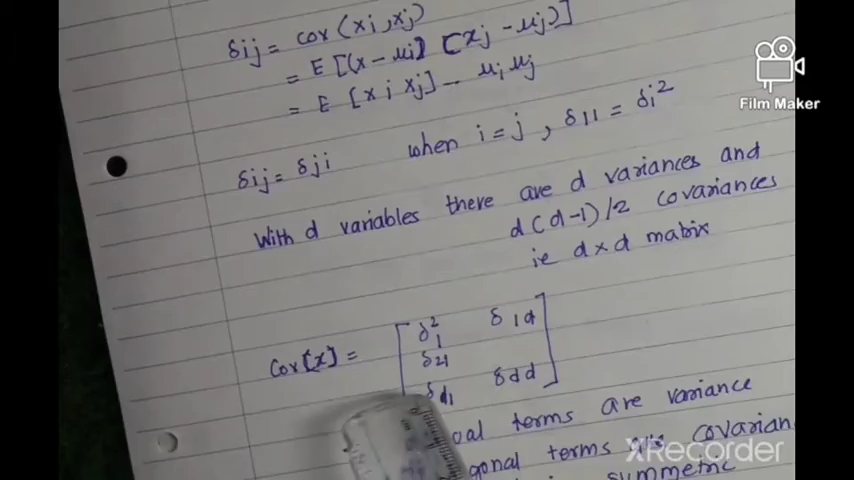 δij = cov (xi, xj)
= E [(x - μi) (xj - μj)]
= E [xi xj] - μi μj
Film Maker
δij = δji when i = j, δ11 = δi²
With d variables there are d variances and
d(d-1)/2 covariances
ie d x d matrix
Cov[x] = δ1² δ1d
δ21
δd1 δdd
terms are variance
terms are covarian
symmetric
XRecorder